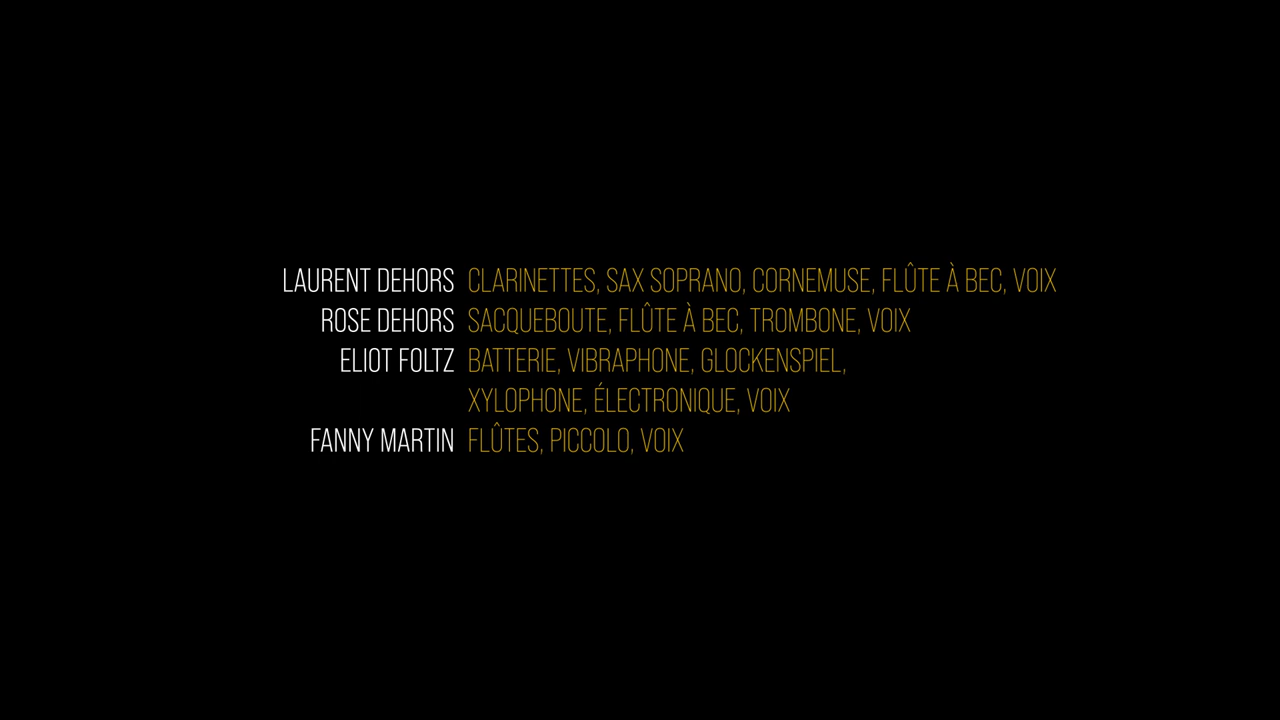 LAURENT DEHORS CLARINETTES, SAX SOPRANO, CORNEMUSE, FLÛTE À BEC, VOIX
ROSE DEHORS SACQUEBOUTE, FLÛTE À BEC, TROMBONE, VOIX
ELIOT FOLTZ BATTERIE, VIBRAPHONE, GLOCKENSPIEL,
XYLOPHONE, ÉLECTRONIQUE, VOIX
FANNY MARTIN FLÛTES, PICCOLO, VOIX